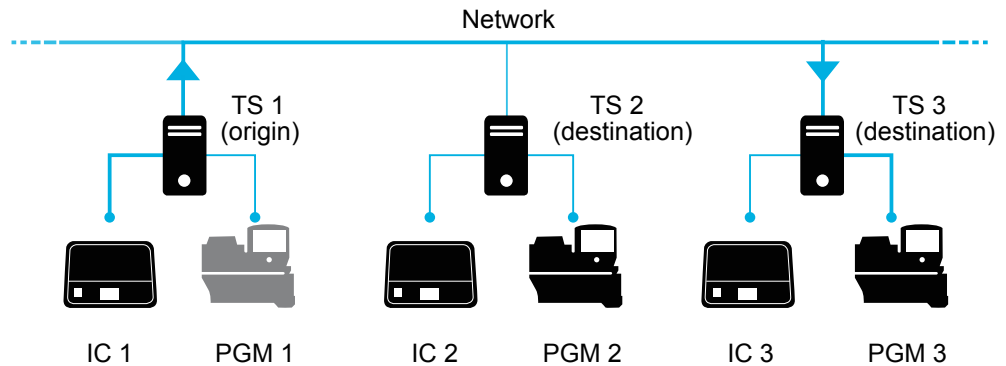 Network
TS 1
(origin)
TS 2
(destination)
TS 3
(destination)
IC 1
PGM 1
IC 2
PGM 2
IC 3
PGM 3